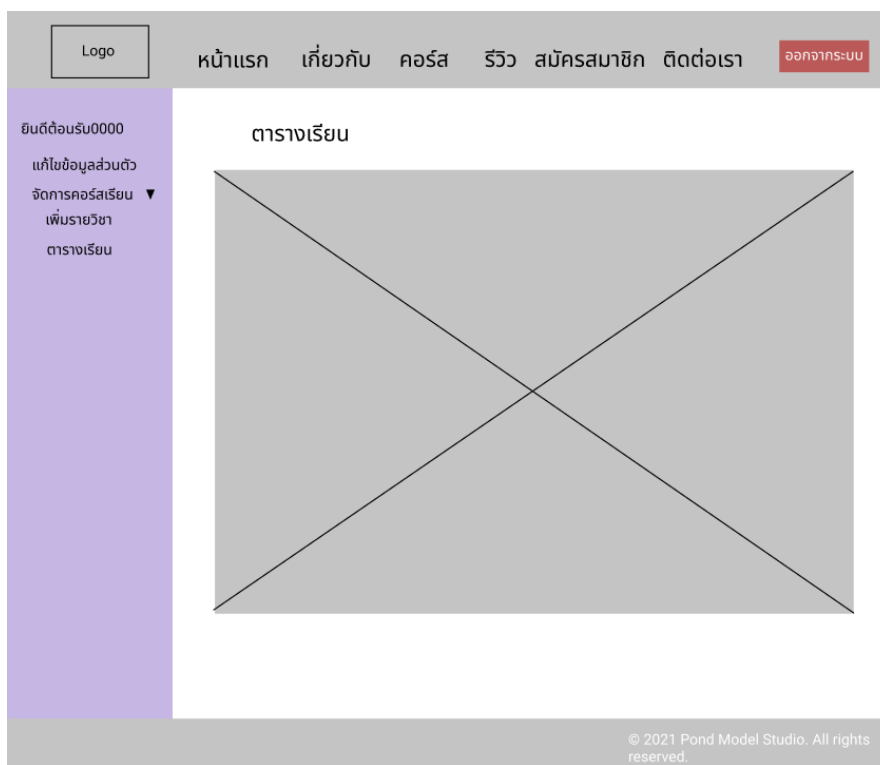 Logo
หน้าแรก เกี่ยวกับ คอร์ส รีวิว สมัครสมาชิก ติดต่อเรา ออกจากระบบ
ยินดีต้อนรับ0000
แก้ไขข้อมูลส่วนตัว
จัดการคอร์สเรียน ▼
เพิ่มรายวิชา
ตารางเรียน
ตารางเรียน
© 2021 Pond Model Studio. All rights
reserved.